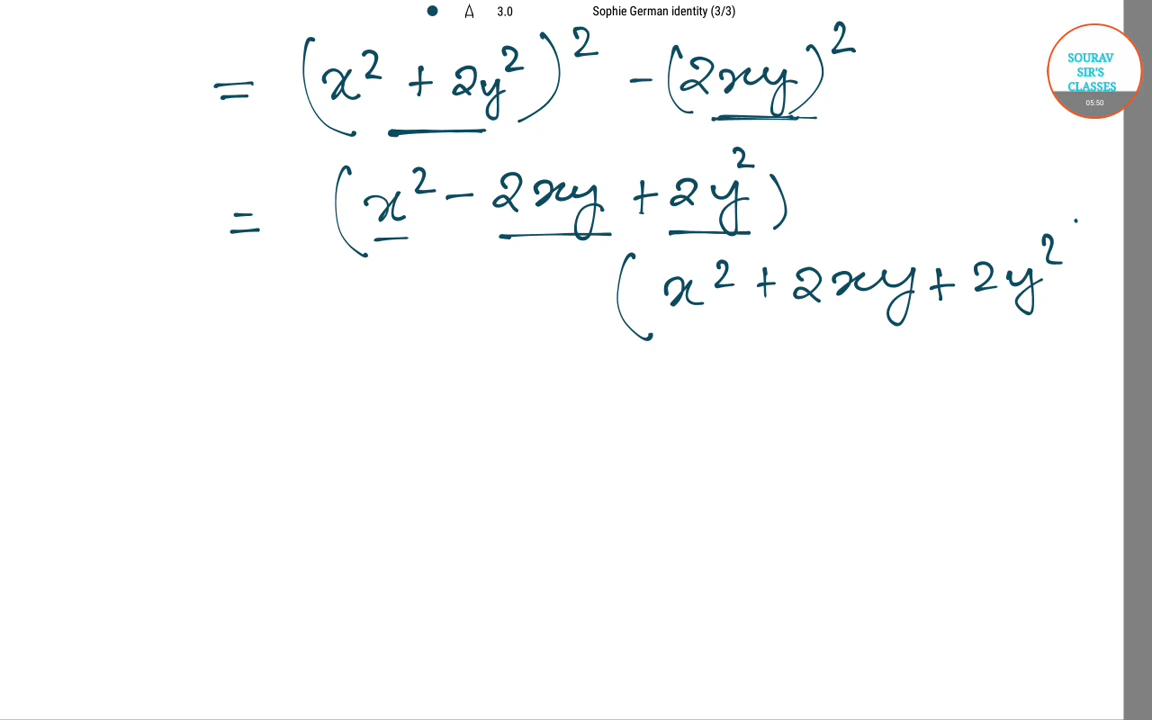 3.0 Sophie German identity (3/3)
SOURAV
SIR'S
CLASSES
05:50
= (x² + 2y²)² - (2xy)²
= (x² - 2xy + 2y²)
(x² + 2xy + 2y²